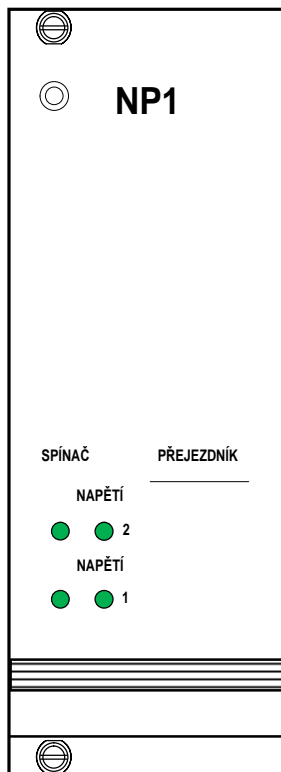 NP1
SPÍNAČ PŘEJEZDNÍK
NAPĚTÍ
2
NAPĚTÍ
1